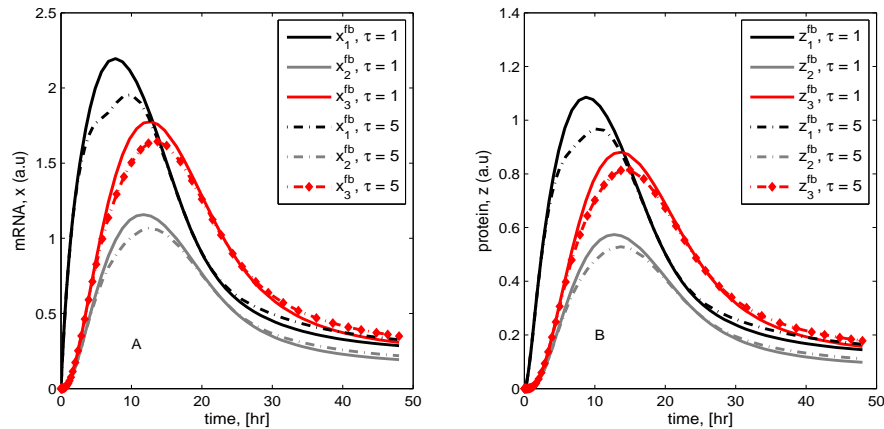 x₁ᶠᵇ, τ = 1
x₂ᶠᵇ, τ = 1
x₃ᶠᵇ, τ = 1
x₁ᶠᵇ, τ = 5
x₂ᶠᵇ, τ = 5
x₃ᶠᵇ, τ = 5
2.5
2
1.5
1
0.5
0
mRNA, x (a.u)
A
0 10 20 30 40 50
time, [hr]
z₁ᶠᵇ, τ = 1
z₂ᶠᵇ, τ = 1
z₃ᶠᵇ, τ = 1
z₁ᶠᵇ, τ = 5
z₂ᶠᵇ, τ = 5
z₃ᶠᵇ, τ = 5
1.4
1.2
1
0.8
0.6
0.4
0.2
0
protein, z (a.u)
B
0 10 20 30 40 50
time, [hr]